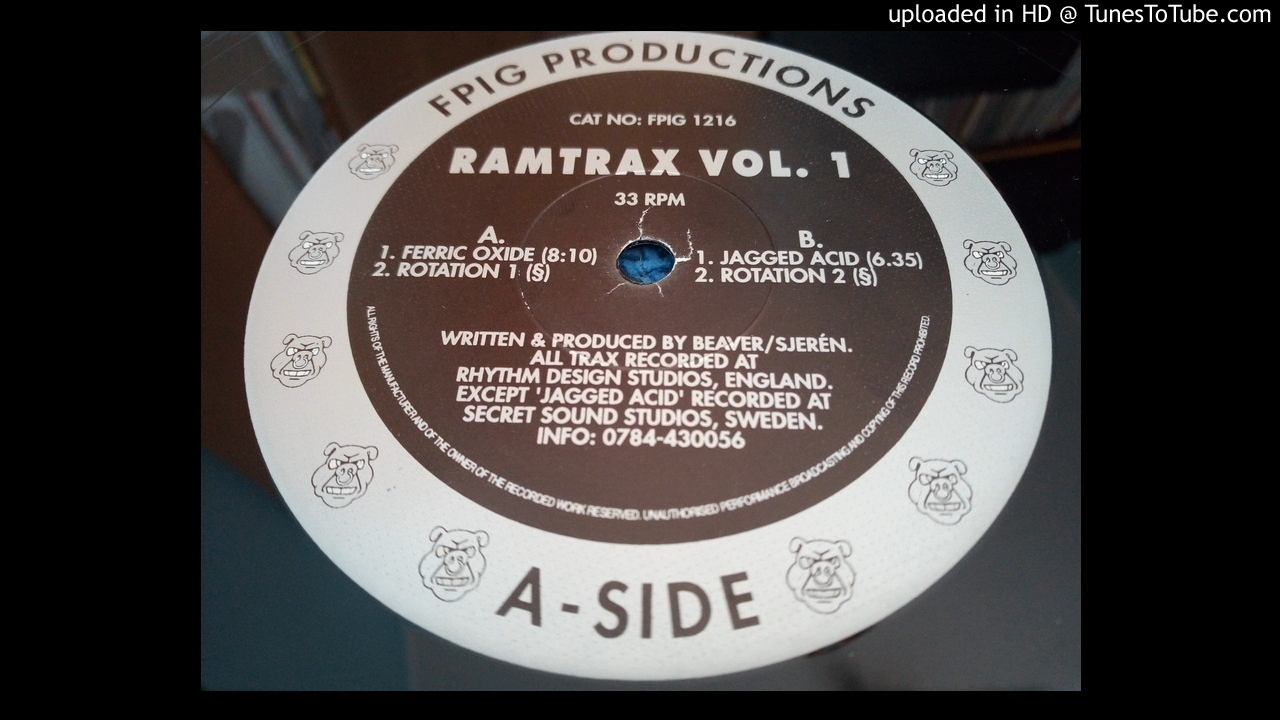 uploaded in HD @ TunesToTube.com
FPIG PRODUCTIONS
CAT NO: FPIG 1216
RAMTRAX VOL. 1
33 RPM
A.
1. FERRIC OXIDE (8:10)
2. ROTATION 1 (§)
B.
1. JAGGED ACID (6.35)
2. ROTATION 2 (§)
WRITTEN & PRODUCED BY BEAVER/SJERÉN.
ALL TRAX RECORDED AT
RHYTHM DESIGN STUDIOS, ENGLAND.
EXCEPT 'JAGGED ACID' RECORDED AT
SECRET SOUND STUDIOS, SWEDEN.
INFO: 0784-430056
ALL RIGHTS OF THE MANUFACTURER AND OF THE OWNER OF THE RECORDED WORK RESERVED. UNAUTHORISED PERFORMANCE BROADCASTING AND COPYING OF THIS RECORD PROHIBITED.
A-SIDE